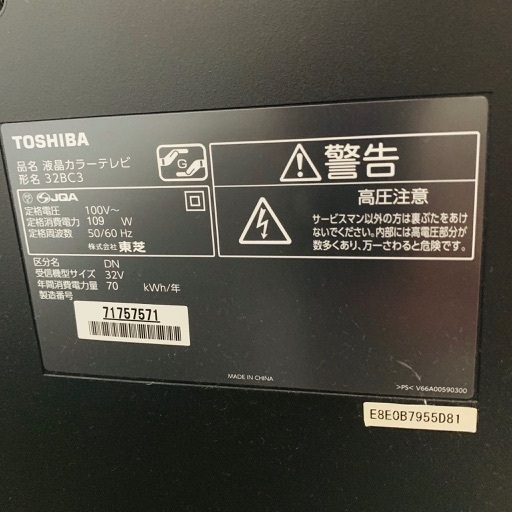 TOSHIBA
品名 液晶カラーテレビ
形名 32BC3
G
JQA
定格電圧 100V～
定格消費電力 109 W
定格周波数 50/60 Hz
株式会社 東芝
区分名 DN
受信機型サイズ 32V
年間消費電力量 70 kWh/年
製造番号
71757571
警告
高圧注意
サービスマン以外の方は裏ぶたをあけ
ないでください。内部には高電圧部分が
数多くあり、万一さわると危険です。
MADE IN CHINA
>PS< V66A00590300
E8E0B7955D81